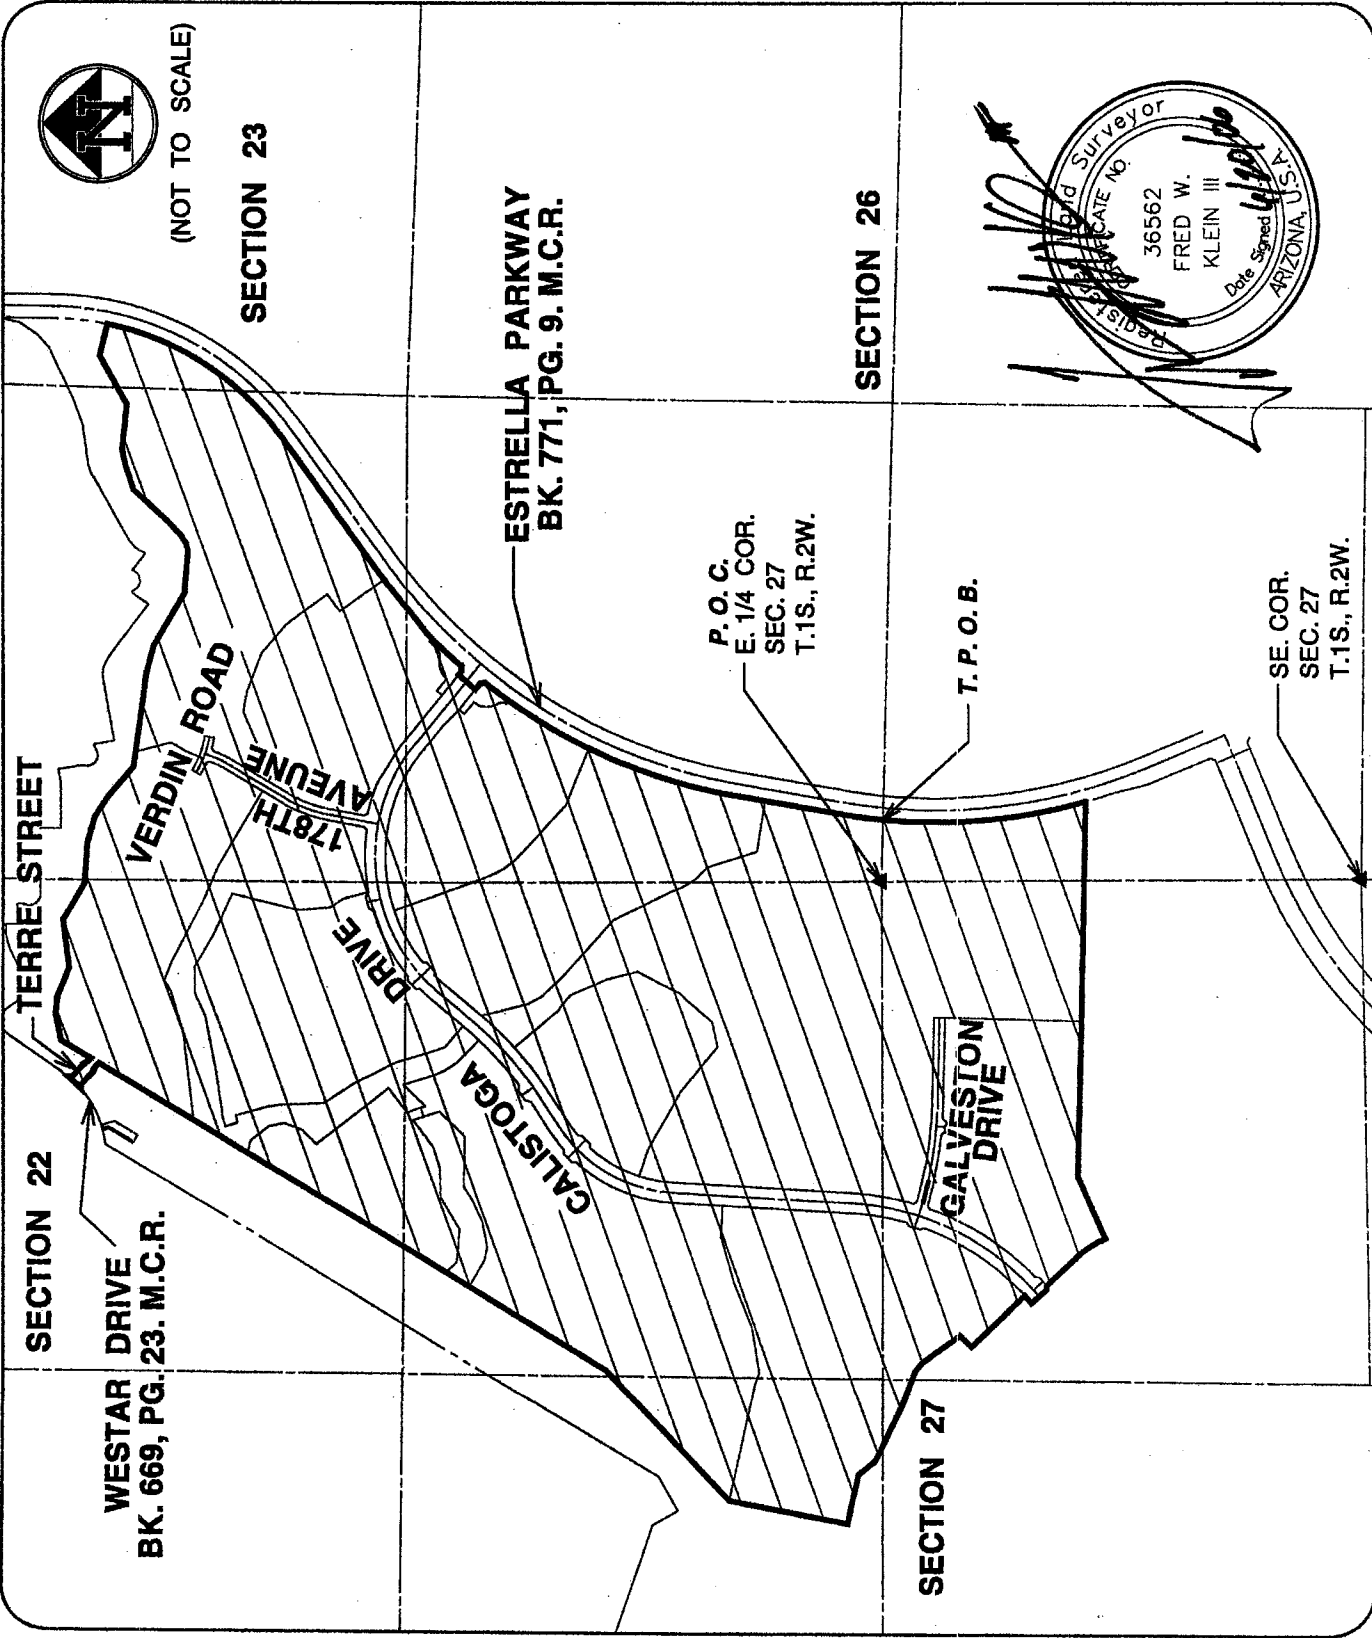 N
(NOT TO SCALE)
SECTION 22
TERRE STREET
SECTION 23
WESTAR DRIVE
BK. 669, PG. 23. M.C.R.
VERDIN ROAD
178TH
AVEUNE
CALISTOGA DRIVE
ESTRELLA PARKWAY
BK. 771, PG. 9. M.C.R.
P. O. C.
E. 1/4 COR.
SEC. 27
T.1S., R.2W.
SECTION 26
T. P. O. B.
GALVESTON
DRIVE
SECTION 27
SE. COR.
SEC. 27
T.1S., R.2W.
Registered Land Surveyor
CERTIFICATE NO.
36562
FRED W.
KLEIN III
Date Signed
ARIZONA, U.S.A.